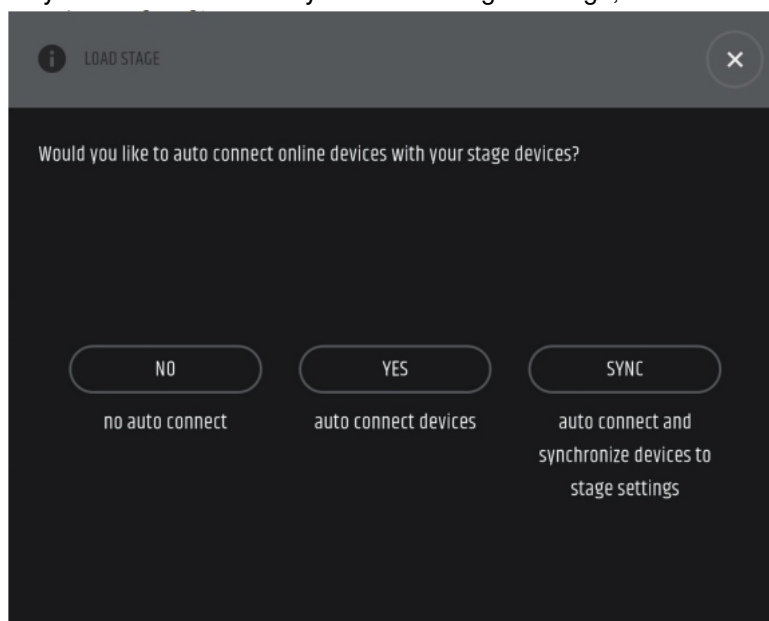 LOAD STAGE
Would you like to auto connect online devices with your stage devices?
NO
YES
SYNC
no auto connect
auto connect devices
auto connect and
synchronize devices to
stage settings